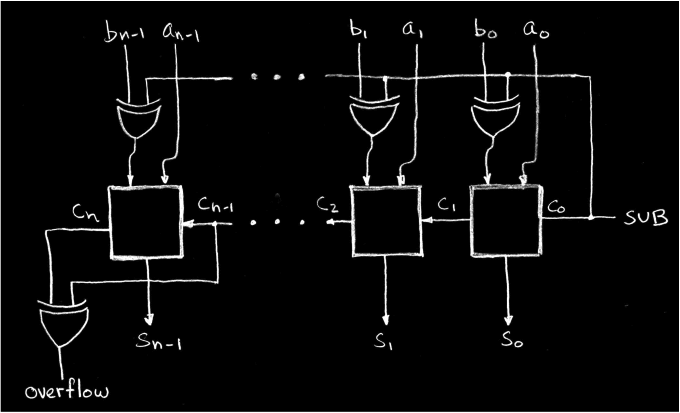 bn-1 an-1 b1 a1 b0 a0
Cn Cn-1 C2 C1 C0 SUB
Sn-1 S1 S0
overflow